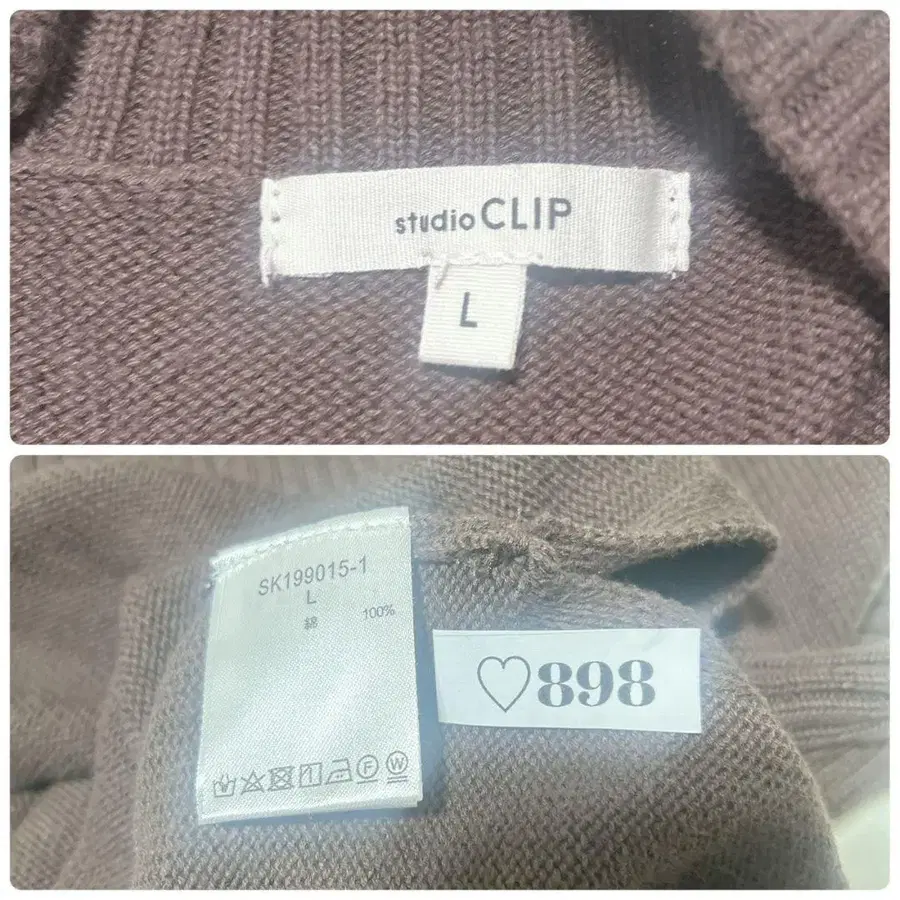 studio CLIP
L
SK199015-1
L
綿 100%
♡898
F W